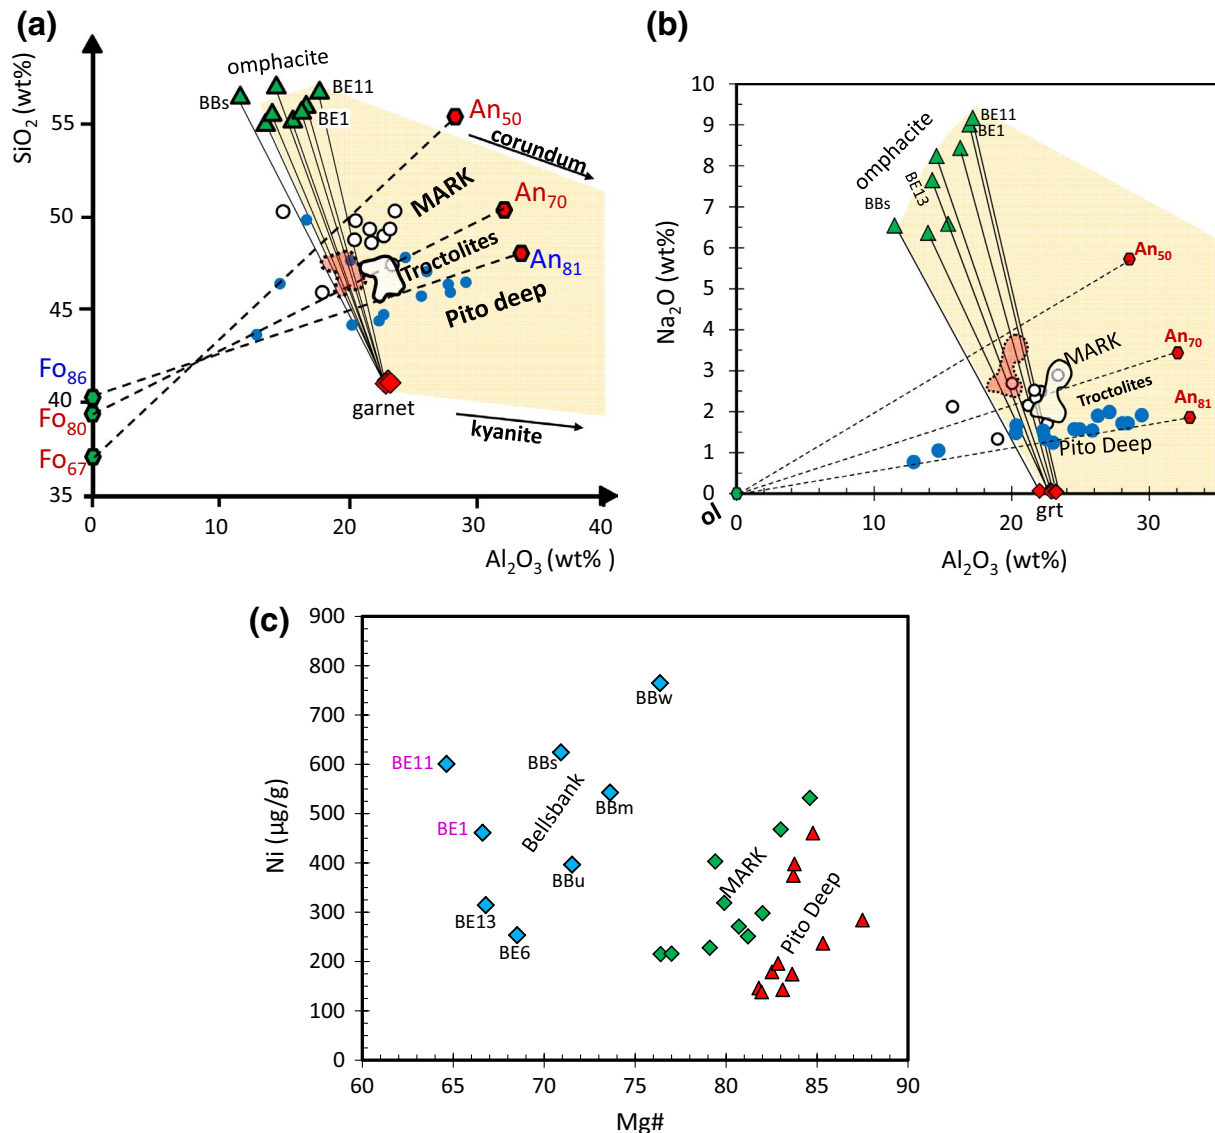 (a)
SiO2 (wt%)
omphacite
BBs
BE11
BE1
An50
corundum
MARK
An70
Troctolites
An81
Pito deep
Fo86
Fo80
Fo67
garnet
kyanite
55
50
45
40
35
0
10
20
30
40
Al2O3 (wt% )
(b)
Na2O (wt%)
10
9
8
7
6
5
4
3
2
1
0
omphacite
BE11
BE1
BE13
BBs
An50
An70
MARK
Troctolites
An81
Pito Deep
ol
grt
0
10
20
30
Al2O3 (wt%)
(c)
Ni (µg/g)
900
800
700
600
500
400
300
200
100
0
BBw
BE11
BBs
Bellsbank
BBm
BE1
BBu
BE13
BE6
MARK
Pito Deep
60
65
70
75
80
85
90
Mg#